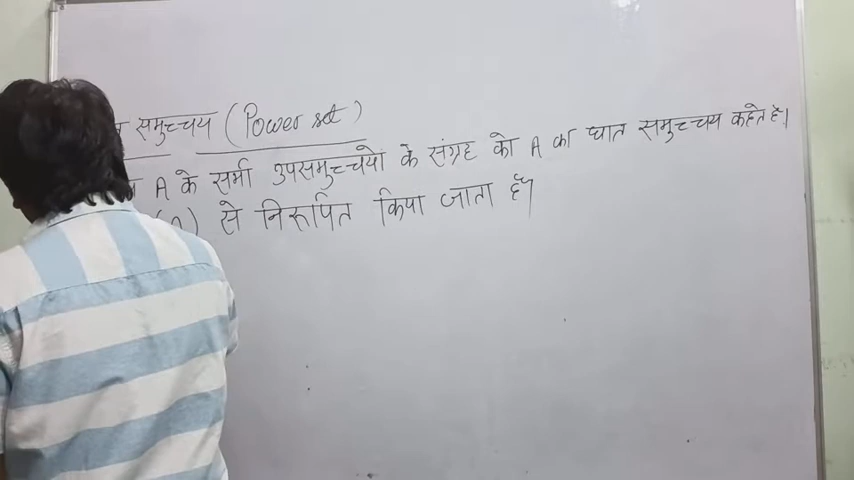 समुच्चय (Power set)
A के सभी उपसमुच्चयो के संग्रह को A का घात समुच्चय कहते है।
से निरूपित किया जाता है।